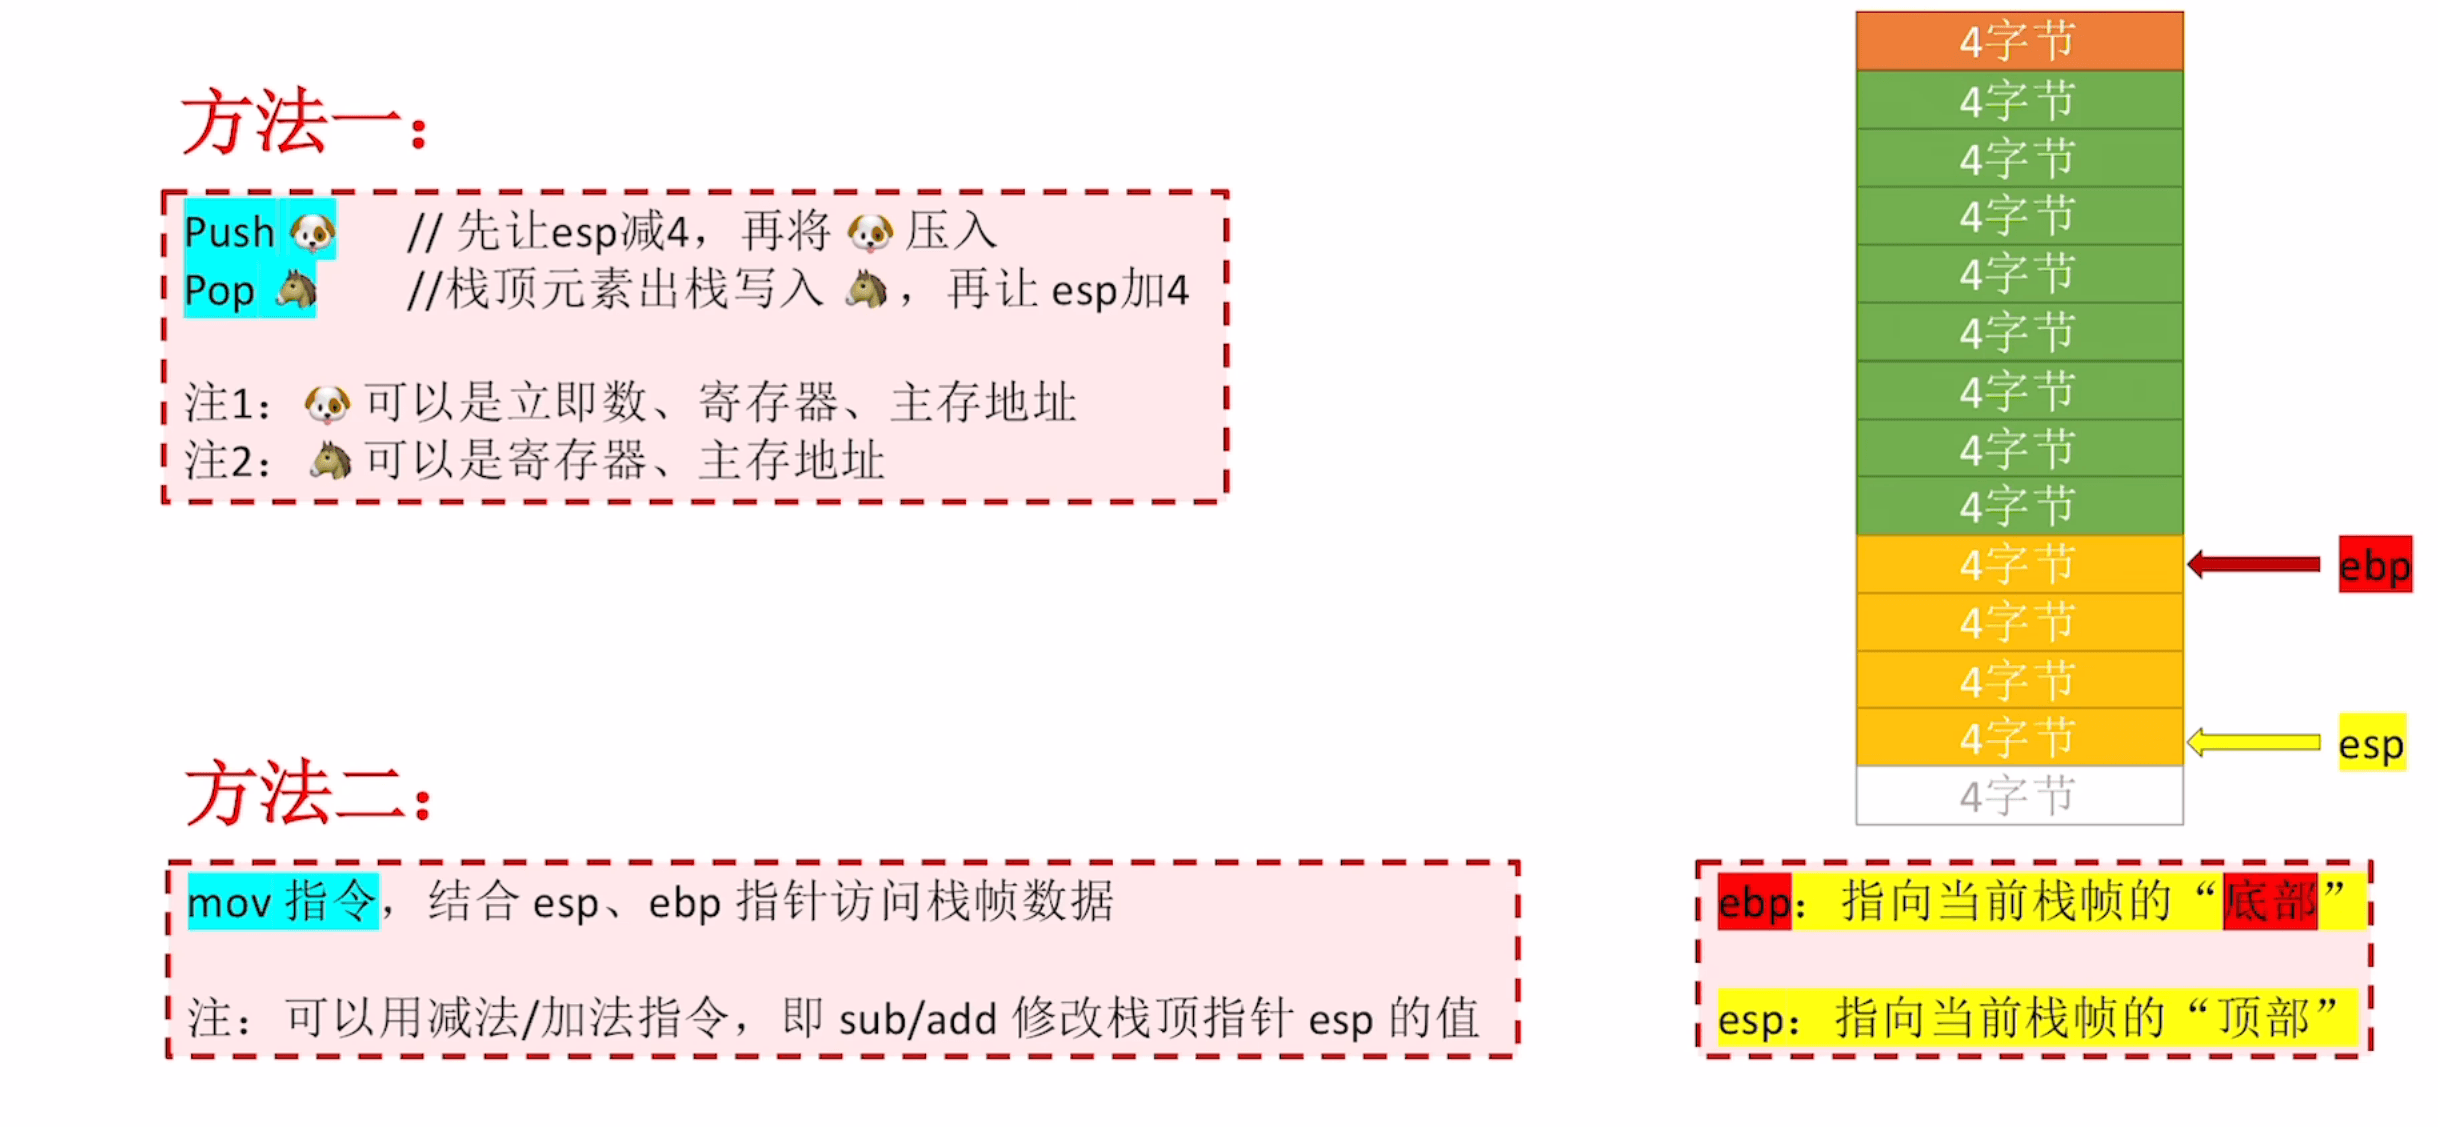 方法一：
Push 🐶 // 先让esp减4，再将 🐶 压入
Pop 🐴 //栈顶元素出栈写入 🐴 ，再让 esp加4
注1： 🐶 可以是立即数、寄存器、主存地址
注2： 🐴 可以是寄存器、主存地址
方法二：
mov 指令，结合 esp、ebp 指针访问栈帧数据
注：可以用减法/加法指令，即 sub/add 修改栈顶指针 esp 的值
4字节
4字节
4字节
4字节
4字节
4字节
4字节
4字节
4字节
4字节
ebp
4字节
4字节
4字节
esp
4字节
ebp：指向当前栈帧的“底部”
esp：指向当前栈帧的“顶部”